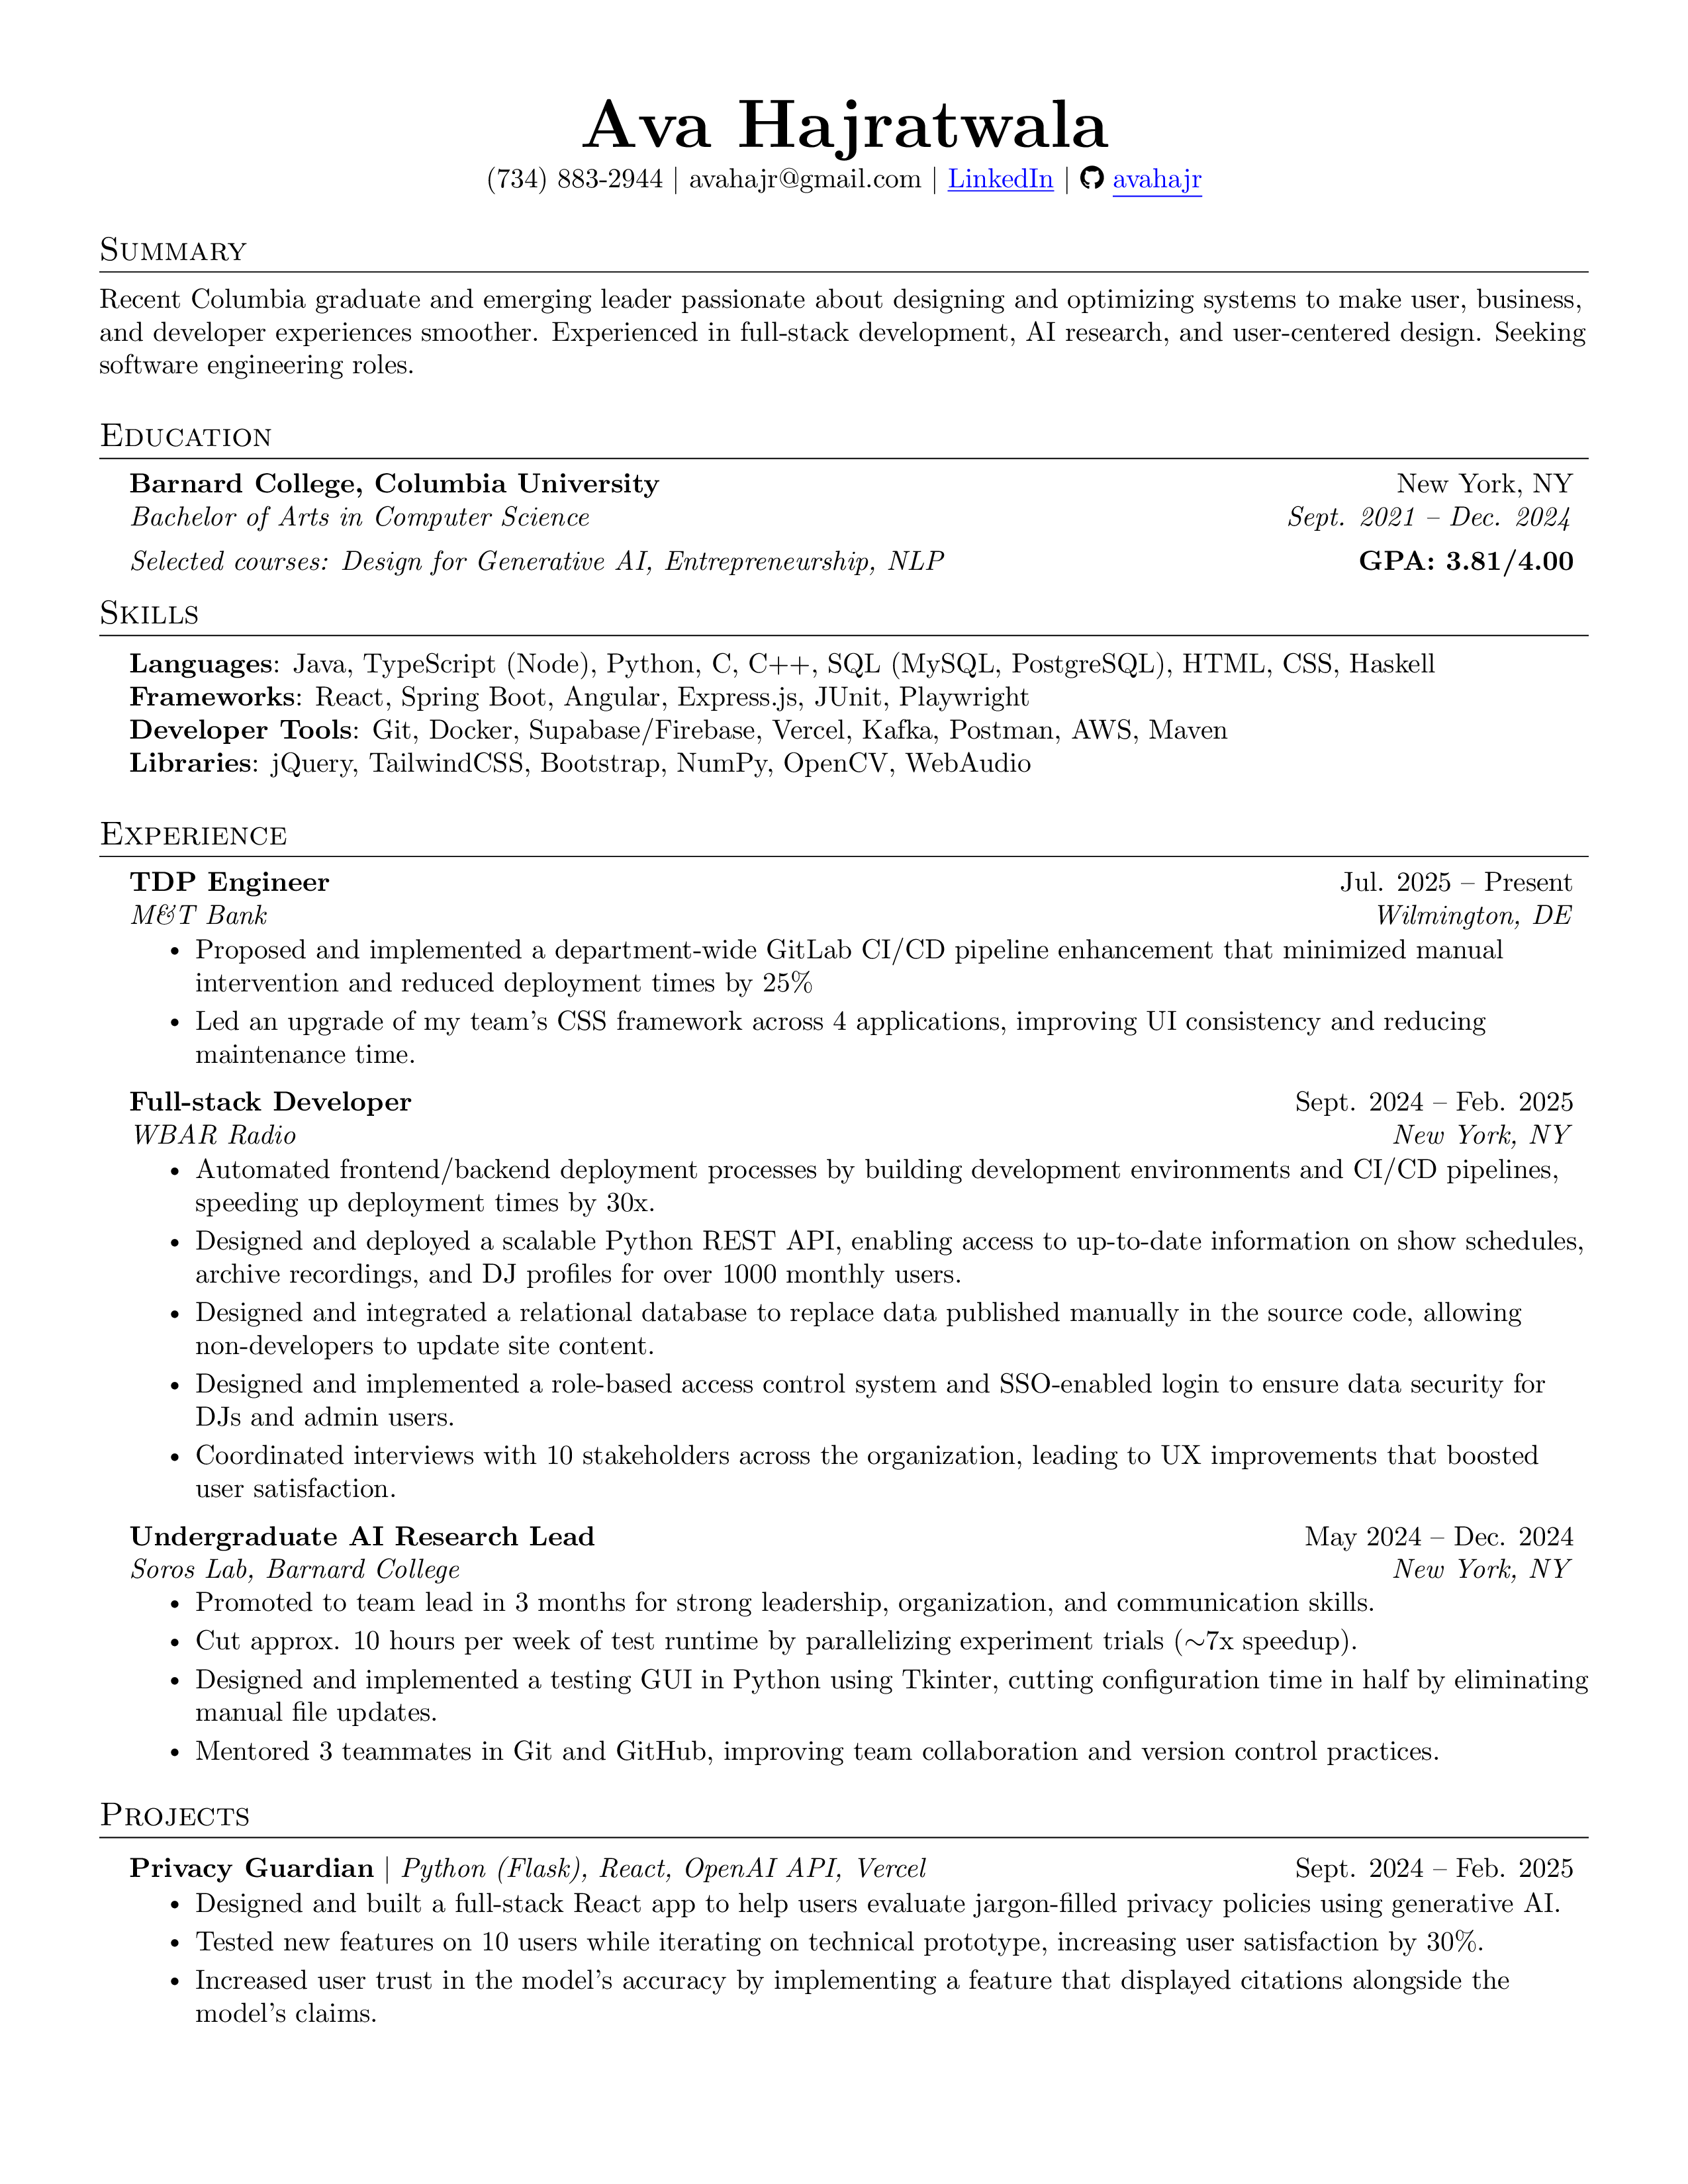 Ava Hajratwala
(734) 883-2944 | avahajr@gmail.com | LinkedIn | avahajr
Summary
Recent Columbia graduate and emerging leader passionate about designing and optimizing systems to make user, business,
and developer experiences smoother. Experienced in full-stack development, AI research, and user-centered design. Seeking
software engineering roles.
Education
Barnard College, Columbia University New York, NY
Bachelor of Arts in Computer Science Sept. 2021 – Dec. 2024
Selected courses: Design for Generative AI, Entrepreneurship, NLP GPA: 3.81/4.00
Skills
Languages: Java, TypeScript (Node), Python, C, C++, SQL (MySQL, PostgreSQL), HTML, CSS, Haskell
Frameworks: React, Spring Boot, Angular, Express.js, JUnit, Playwright
Developer Tools: Git, Docker, Supabase/Firebase, Vercel, Kafka, Postman, AWS, Maven
Libraries: jQuery, TailwindCSS, Bootstrap, NumPy, OpenCV, WebAudio
Experience
TDP Engineer Jul. 2025 – Present
M&T Bank Wilmington, DE
• Proposed and implemented a department-wide GitLab CI/CD pipeline enhancement that minimized manual
intervention and reduced deployment times by 25%
• Led an upgrade of my team's CSS framework across 4 applications, improving UI consistency and reducing
maintenance time.
Full-stack Developer Sept. 2024 – Feb. 2025
WBAR Radio New York, NY
• Automated frontend/backend deployment processes by building development environments and CI/CD pipelines,
speeding up deployment times by 30x.
• Designed and deployed a scalable Python REST API, enabling access to up-to-date information on show schedules,
archive recordings, and DJ profiles for over 1000 monthly users.
• Designed and integrated a relational database to replace data published manually in the source code, allowing
non-developers to update site content.
• Designed and implemented a role-based access control system and SSO-enabled login to ensure data security for
DJs and admin users.
• Coordinated interviews with 10 stakeholders across the organization, leading to UX improvements that boosted
user satisfaction.
Undergraduate AI Research Lead May 2024 – Dec. 2024
Soros Lab, Barnard College New York, NY
• Promoted to team lead in 3 months for strong leadership, organization, and communication skills.
• Cut approx. 10 hours per week of test runtime by parallelizing experiment trials (~7x speedup).
• Designed and implemented a testing GUI in Python using Tkinter, cutting configuration time in half by eliminating
manual file updates.
• Mentored 3 teammates in Git and GitHub, improving team collaboration and version control practices.
Projects
Privacy Guardian | Python (Flask), React, OpenAI API, Vercel Sept. 2024 – Feb. 2025
• Designed and built a full-stack React app to help users evaluate jargon-filled privacy policies using generative AI.
• Tested new features on 10 users while iterating on technical prototype, increasing user satisfaction by 30%.
• Increased user trust in the model's accuracy by implementing a feature that displayed citations alongside the
model's claims.